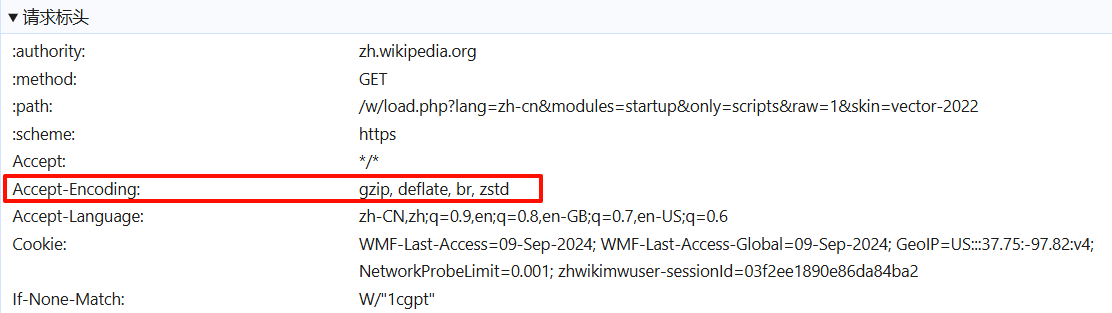 ▼请求标头
:authority: zh.wikipedia.org
:method: GET
:path: /w/load.php?lang=zh-cn&modules=startup&only=scripts&raw=1&skin=vector-2022
:scheme: https
Accept: */*
Accept-Encoding: gzip, deflate, br, zstd
Accept-Language: zh-CN,zh;q=0.9,en;q=0.8,en-GB;q=0.7,en-US;q=0.6
Cookie: WMF-Last-Access=09-Sep-2024; WMF-Last-Access-Global=09-Sep-2024; GeoIP=US:::37.75:-97.82:v4;
NetworkProbeLimit=0.001; zhwikimwuser-sessionId=03f2ee1890e86da84ba2
If-None-Match: W/"1cgpt"